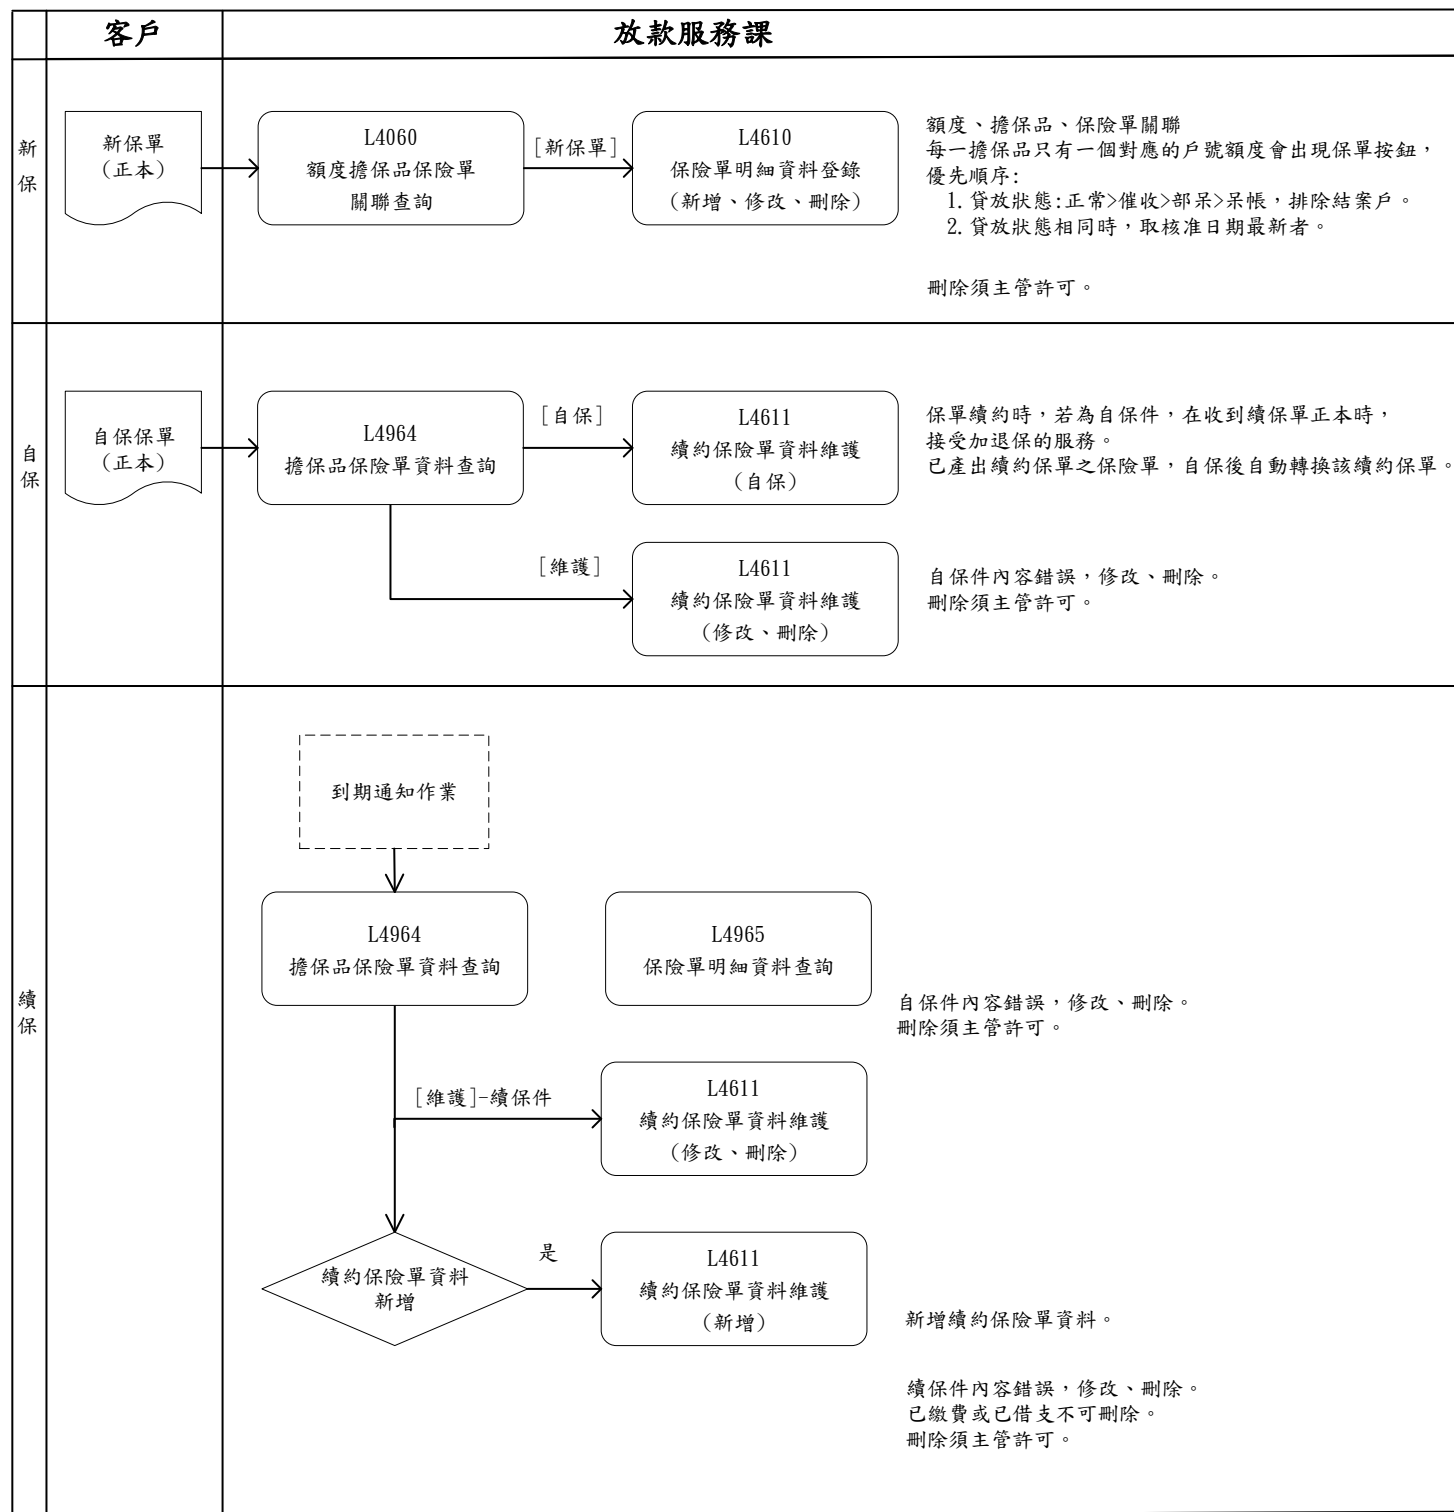 客戶
放款服務課
新
保
新保單
(正本)
L4060
額度擔保品保險單
關聯查詢
[新保單]
L4610
保險單明細資料登錄
(新增、修改、刪除)
額度、擔保品、保險單關聯
每一擔保品只有一個對應的戶號額度會出現保單按鈕，
優先順序:
1. 貸放狀態:正常>催收>部呆>呆帳，排除結案戶。
2. 貸放狀態相同時，取核准日期最新者。
刪除須主管許可。
自
保
自保保單
(正本)
L4964
擔保品保險單資料查詢
[自保]
L4611
續約保險單資料維護
(自保)
保單續約時，若為自保件，在收到續保單正本時，
接受加退保的服務。
已產出續約保單之保險單，自保後自動轉換該續約保單。
[維護]
L4611
續約保險單資料維護
(修改、刪除)
自保件內容錯誤，修改、刪除。
刪除須主管許可。
續
保
到期通知作業
L4964
擔保品保險單資料查詢
L4965
保險單明細資料查詢
自保件內容錯誤，修改、刪除。
刪除須主管許可。
[維護]-續保件
L4611
續約保險單資料維護
(修改、刪除)
續約保險單資料
新增
是
L4611
續約保險單資料維護
(新增)
新增續約保險單資料。
續保件內容錯誤，修改、刪除。
已繳費或已借支不可刪除。
刪除須主管許可。